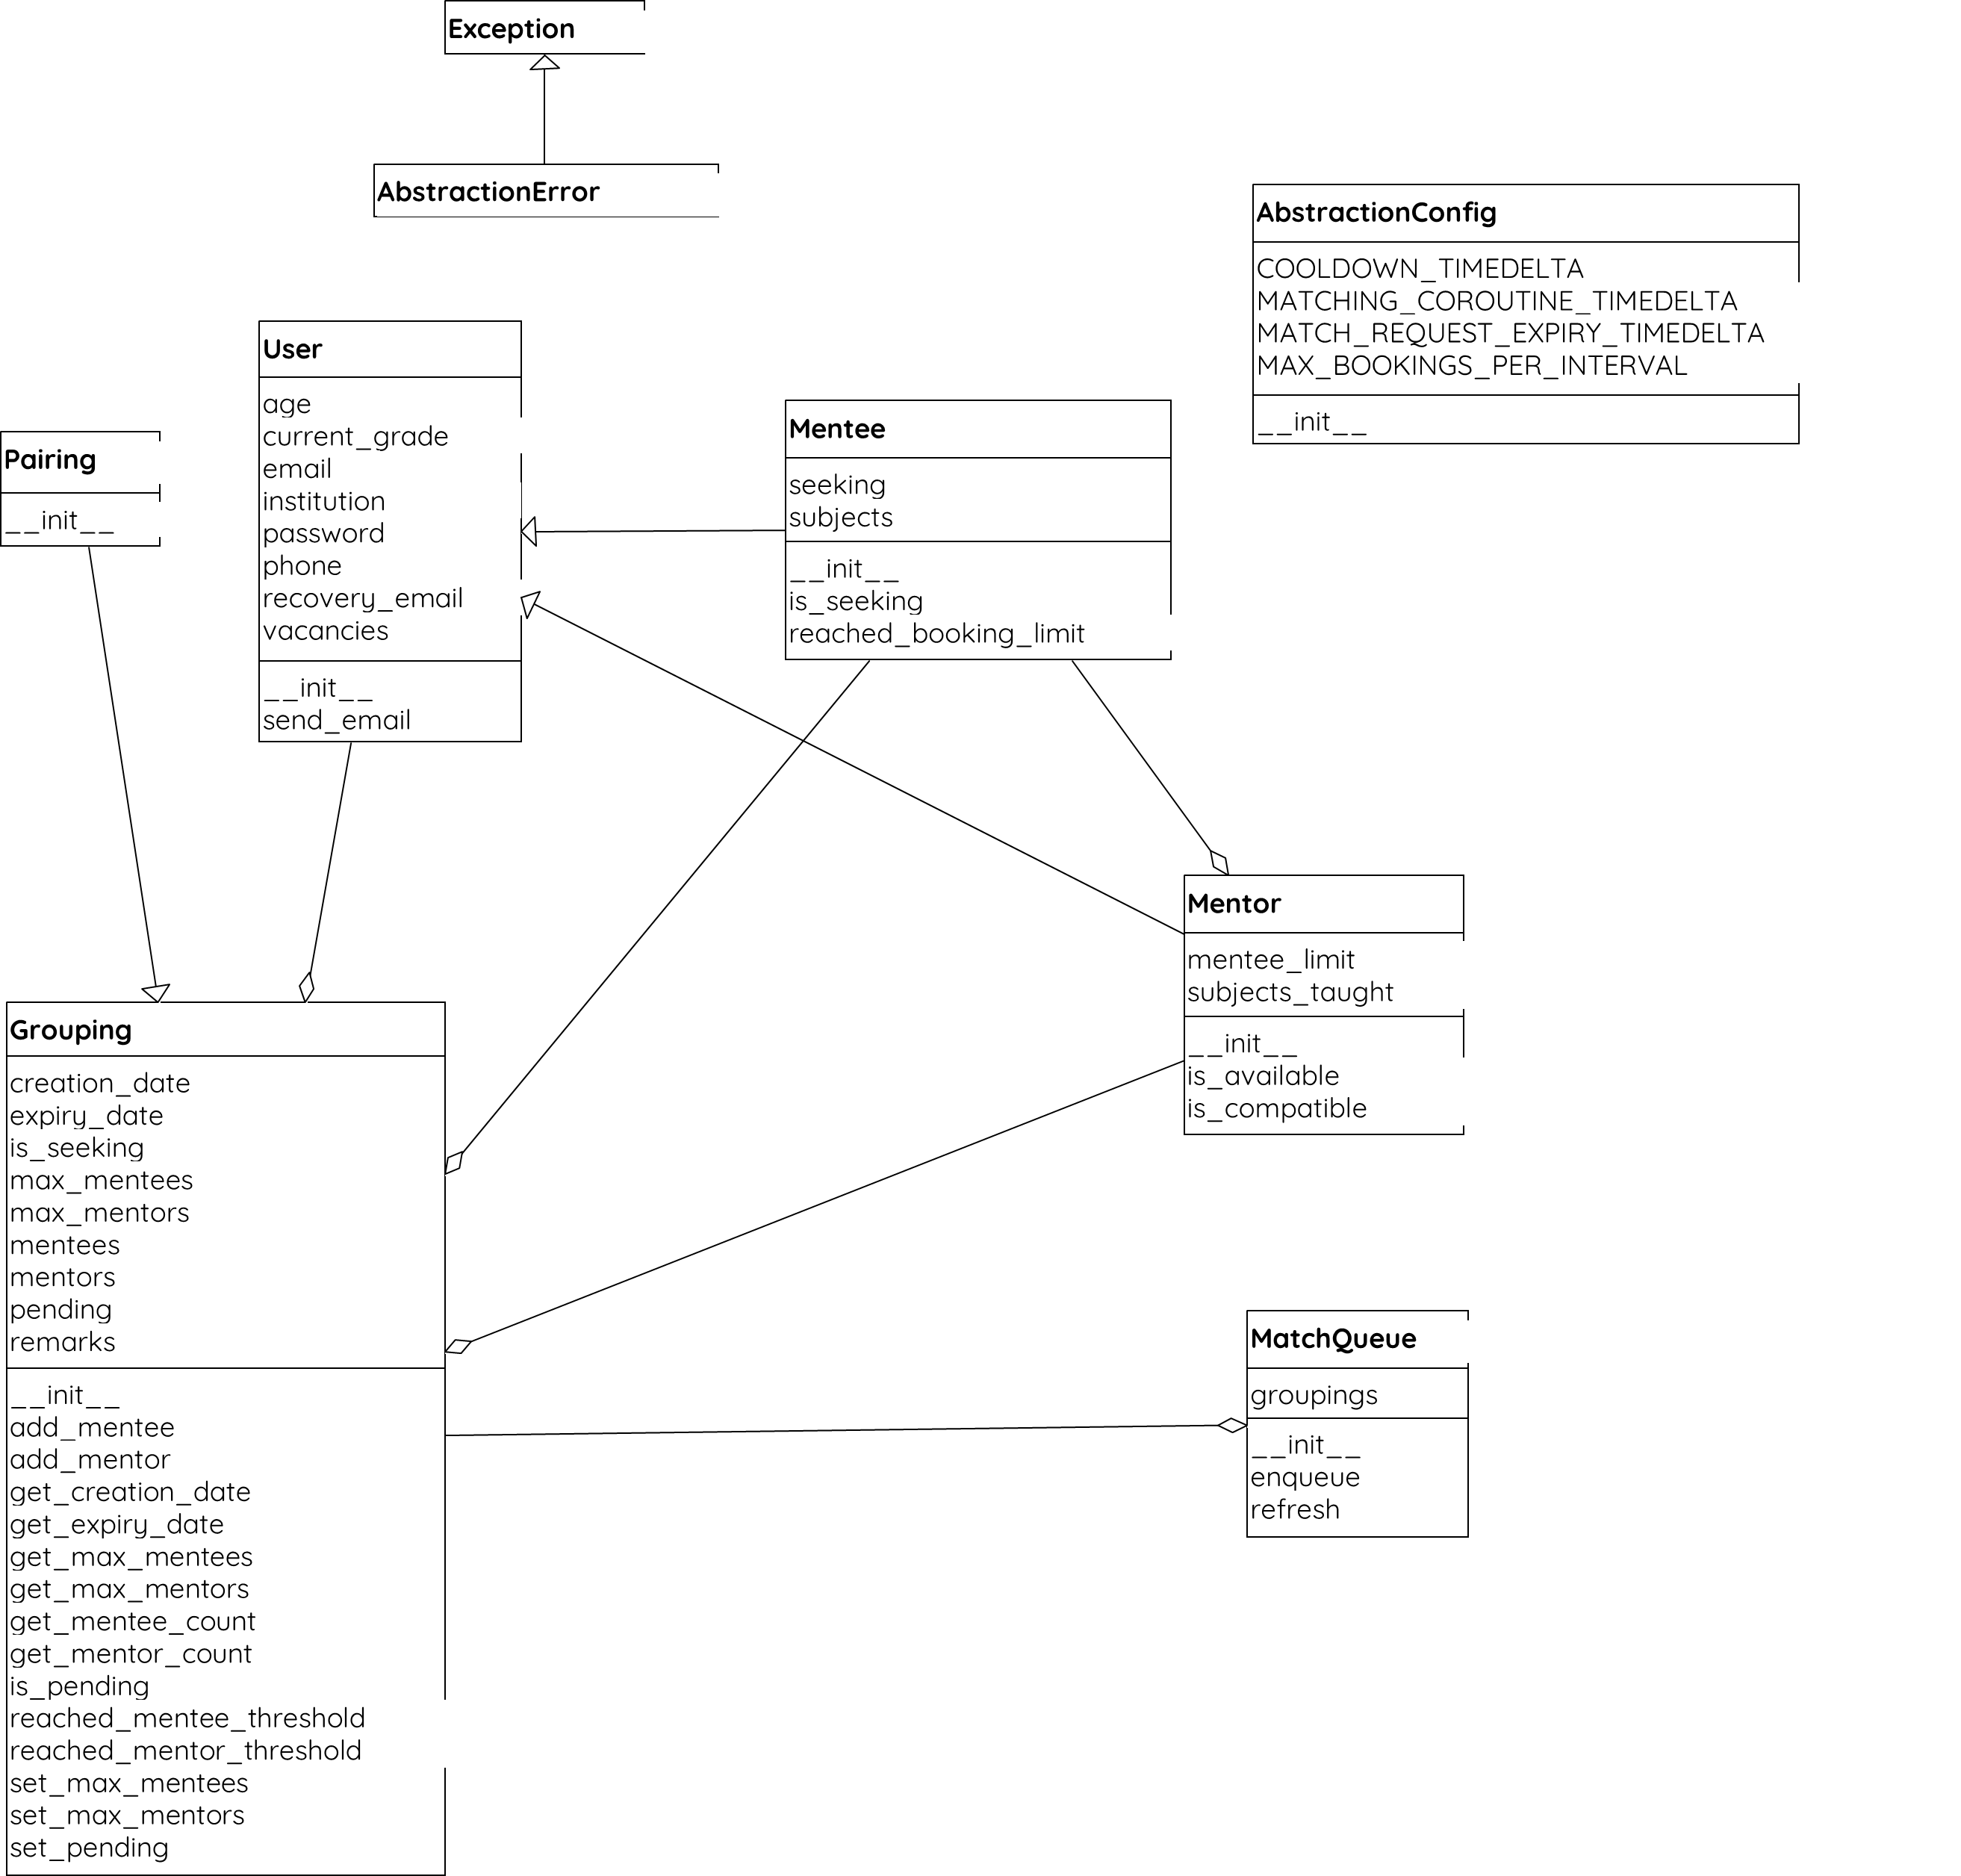 Exception
AbstractionError
AbstractionConfig
COOLDOWN_TIMEDELTA
MATCHING_COROUTINE_TIMEDELTA
MATCH_REQUEST_EXPIRY_TIMEDELTA
MAX_BOOKINGS_PER_INTERVAL
__init__
User
age
current_grade
email
institution
password
phone
recovery_email
vacancies
__init__
send_email
Mentee
seeking
subjects
__init__
is_seeking
reached_booking_limit
Pairing
__init__
Mentor
mentee_limit
subjects_taught
__init__
is_available
is_compatible
Grouping
creation_date
expiry_date
is_seeking
max_mentees
max_mentors
mentees
mentors
pending
remarks
__init__
add_mentee
add_mentor
get_creation_date
get_expiry_date
get_max_mentees
get_max_mentors
get_mentee_count
get_mentor_count
is_pending
reached_mentee_threshold
reached_mentor_threshold
set_max_mentees
set_max_mentors
set_pending
MatchQueue
groupings
__init__
enqueue
refresh